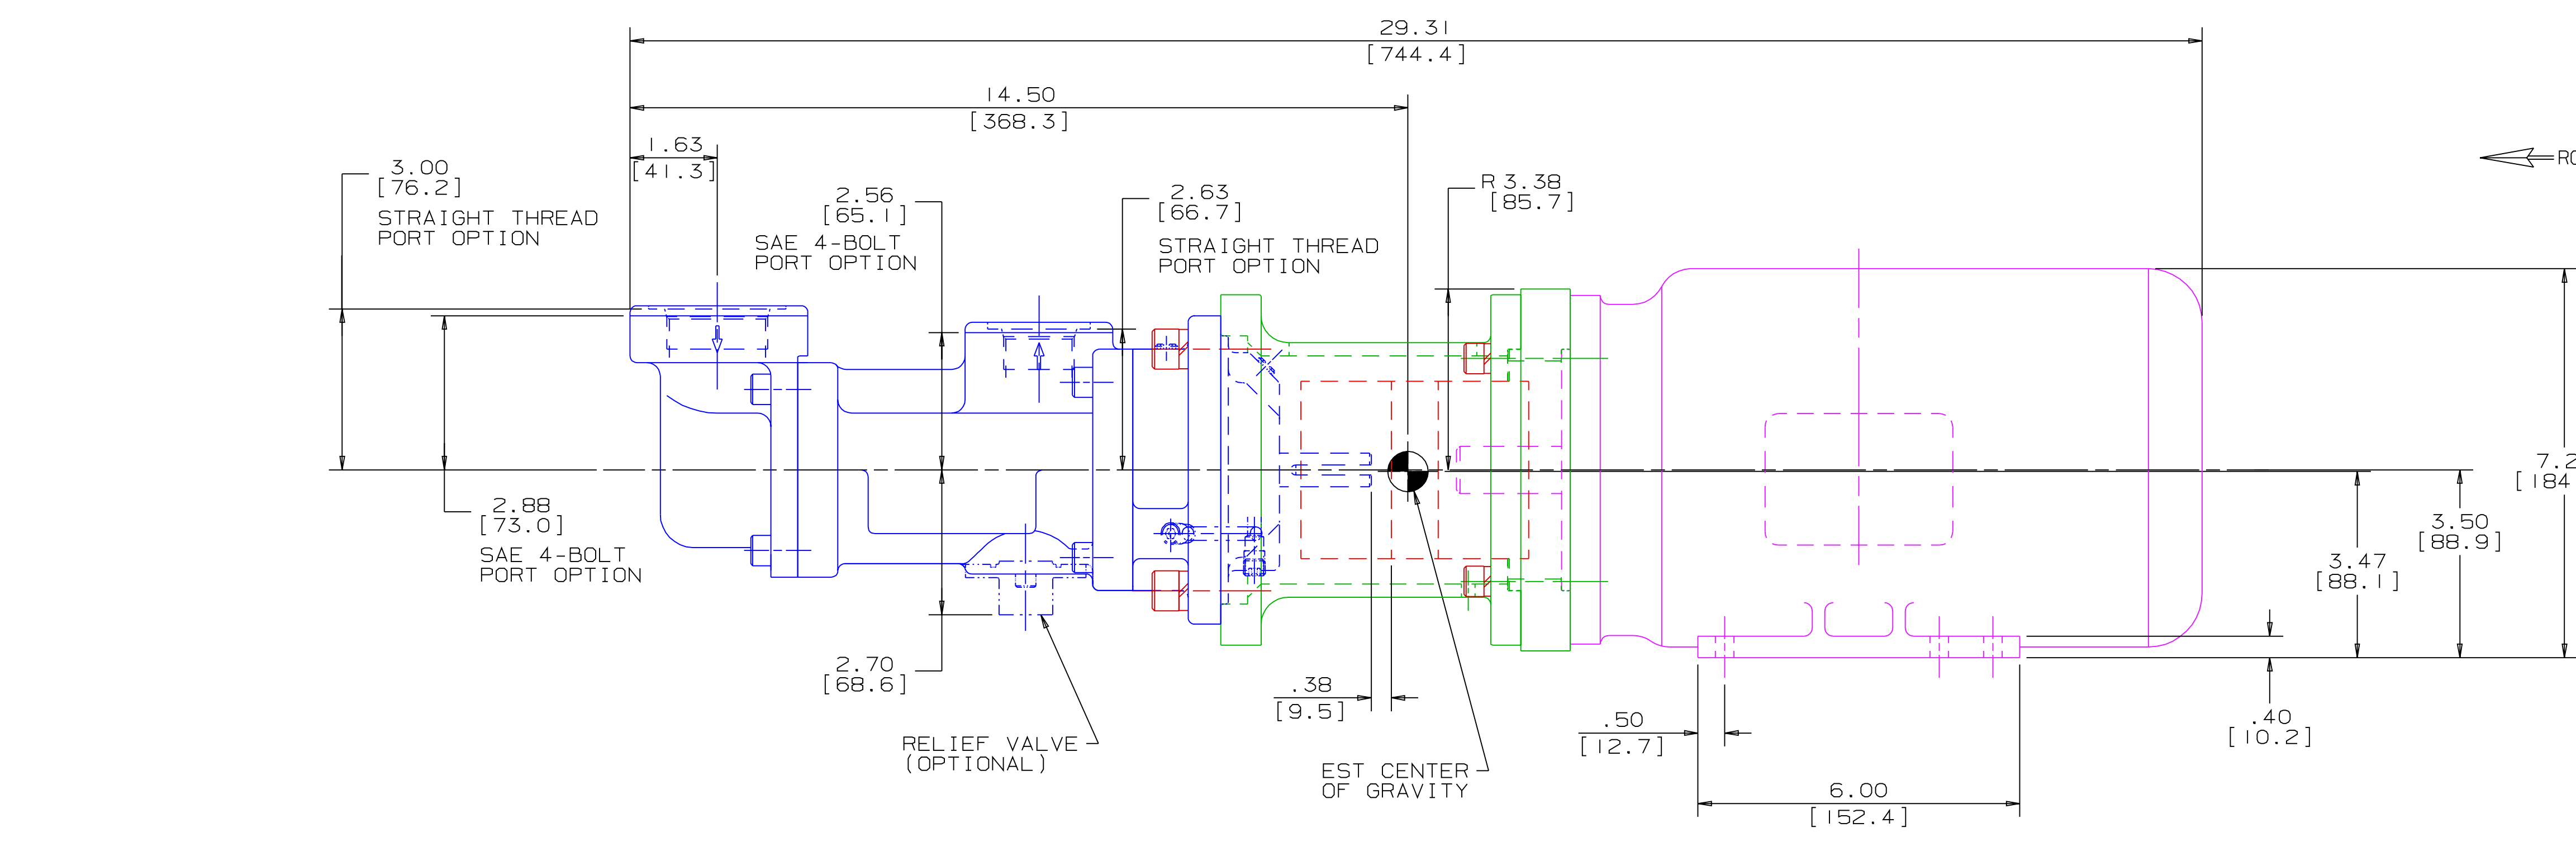 29.31
[744.4]
14.50
[368.3]
1.63
[41.3]
3.00
[76.2]
STRAIGHT THREAD
PORT OPTION
2.56
[65.1]
SAE 4-BOLT
PORT OPTION
2.63
[66.7]
STRAIGHT THREAD
PORT OPTION
R 3.38
[85.7]
2.88
[73.0]
SAE 4-BOLT
PORT OPTION
2.70
[68.6]
RELIEF VALVE
(OPTIONAL)
.38
[9.5]
EST CENTER
OF GRAVITY
.50
[12.7]
6.00
[152.4]
.40
[10.2]
3.47
[88.1]
3.50
[88.9]
7.2
[184